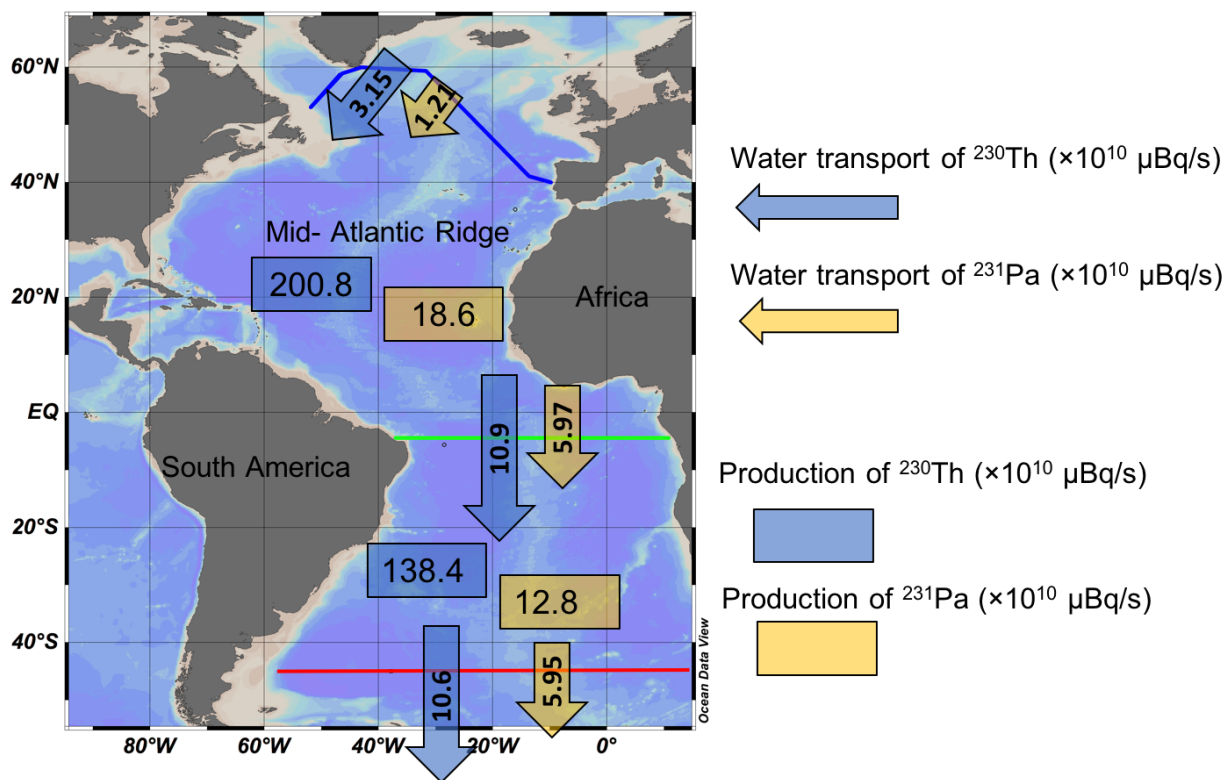 60°N
40°N
20°N
EQ
20°S
40°S
3.15
1.21
Mid- Atlantic Ridge
200.8
18.6
Africa
10.9
5.97
South America
138.4
12.8
10.6
5.95
80°W
60°W
40°W
20°W
0°
Ocean Data View
Water transport of ²³⁰Th (×10¹⁰ µBq/s)
Water transport of ²³¹Pa (×10¹⁰ µBq/s)
Production of ²³⁰Th (×10¹⁰ µBq/s)
Production of ²³¹Pa (×10¹⁰ µBq/s)